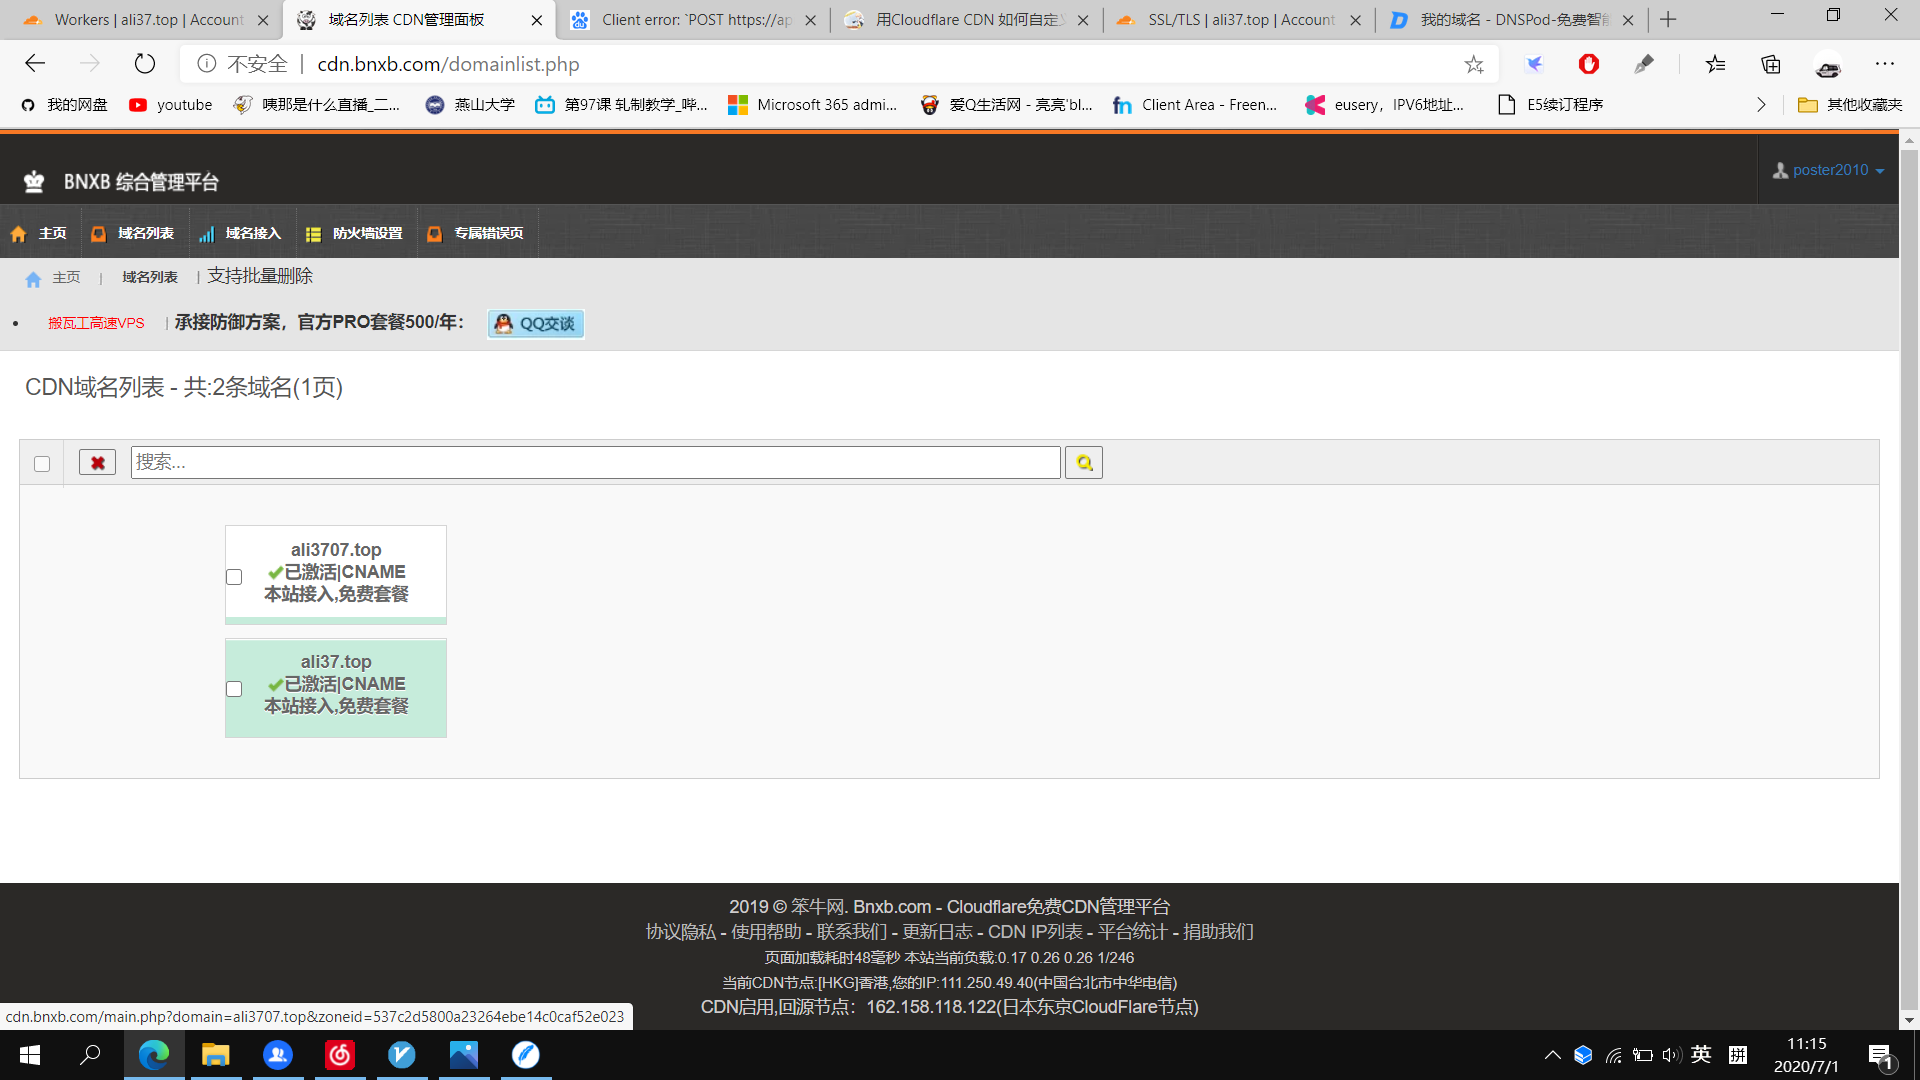 Workers | ali37.top | Account
域名列表 CDN管理面板
Client error: `POST https://ap
用Cloudflare CDN 如何自定义
SSL/TLS | ali37.top | Account
我的域名 - DNSPod-免费智能
不安全 | cdn.bnxb.com/domainlist.php
我的网盘
youtube
咦那是什么直播_二...
燕山大学
第97课 轧制教学_哔...
Microsoft 365 admi...
爱Q生活网 - 亮亮'bl...
Client Area - Freen...
eusery，IPV6地址...
E5续订程序
其他收藏夹
BNXB 综合管理平台
poster2010
主页
域名列表
域名接入
防火墙设置
专属错误页
主页 | 域名列表 | 支持批量删除
搬瓦工高速VPS | 承接防御方案，官方PRO套餐500/年： QQ交谈
CDN域名列表 - 共:2条域名(1页)
搜索...
ali3707.top
已激活|CNAME
本站接入,免费套餐
ali37.top
已激活|CNAME
本站接入,免费套餐
2019 © 笨牛网. Bnxb.com - Cloudflare免费CDN管理平台
协议隐私 - 使用帮助 - 联系我们 - 更新日志 - CDN IP列表 - 平台统计 - 捐助我们
页面加载耗时48毫秒 本站当前负载:0.17 0.26 0.26 1/246
当前CDN节点:[HKG]香港,您的IP:111.250.49.40(中国台北市中华电信)
CDN启用,回源节点：162.158.118.122(日本东京CloudFlare节点)
cdn.bnxb.com/main.php?domain=ali3707.top&zoneid=537c2d5800a23264ebe14c0caf52e023
英
拼
11:15
2020/7/1
1